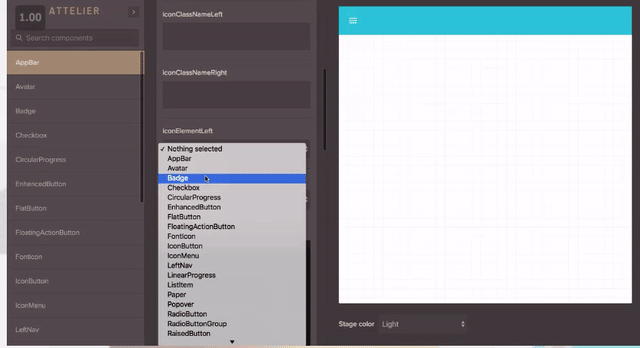 1.00
ATTELIER
Search components
AppBar
Avatar
Badge
Checkbox
CircularProgress
EnhancedButton
FlatButton
FloatingActionButton
FontIcon
IconButton
IconMenu
LeftNav
iconClassNameLeft
iconClassNameRight
iconElementLeft
✓ Nothing selected
AppBar
Avatar
Badge
Checkbox
CircularProgress
EnhancedButton
FlatButton
FloatingActionButton
FontIcon
IconButton
IconMenu
LeftNav
LinearProgress
ListItem
Paper
Popover
RadioButton
RadioButtonGroup
RaisedButton
Stage color Light